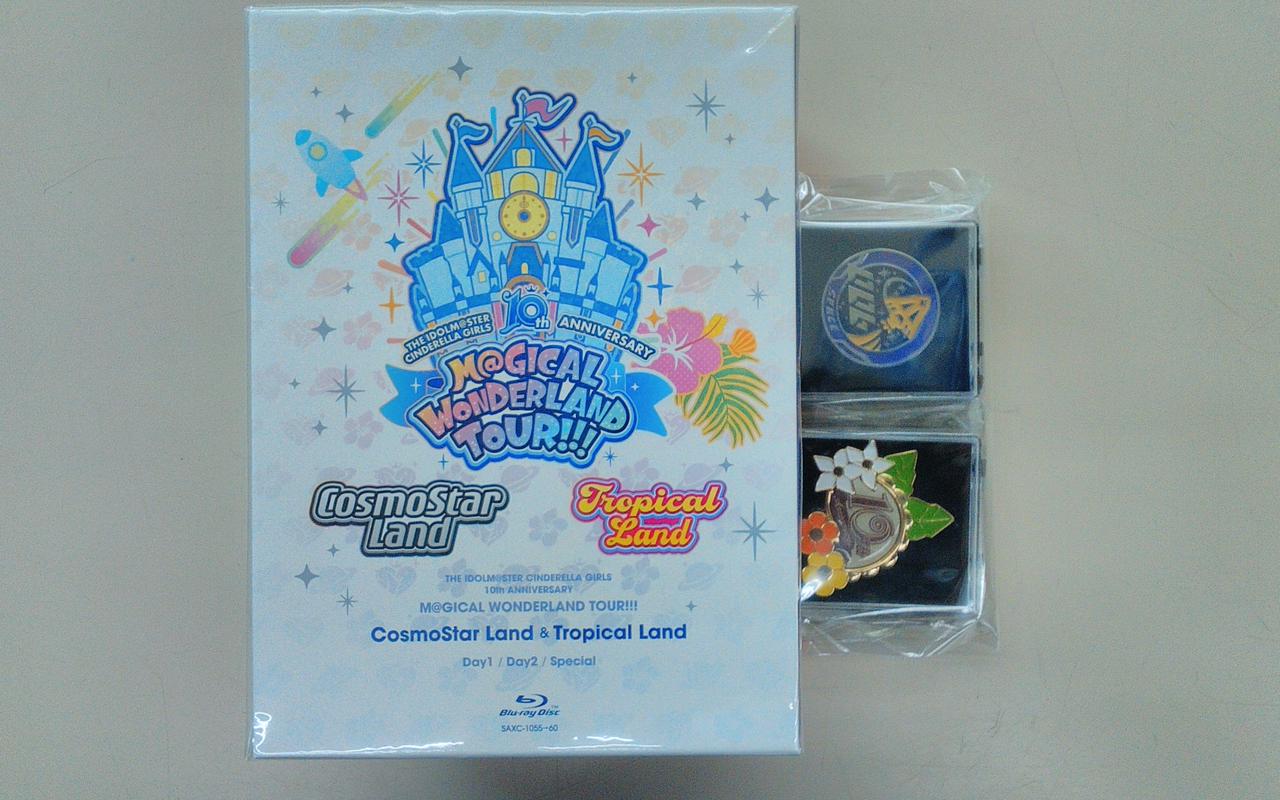 THE IDOLM@STER
CINDERELLA GIRLS
10th ANNIVERSARY
M@GICAL
WONDERLAND
TOUR!!!
CosmoStar
Land
Tropical
Land
THE IDOLM@STER CINDERELLA GIRLS
10th ANNIVERSARY
M@GICAL WONDERLAND TOUR!!!
CosmoStar Land & Tropical Land
Day1 / Day2 / Special
Blu-ray Disc™
SAXC-1055~60